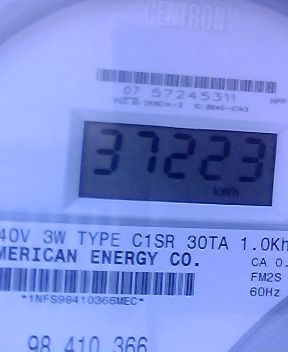 CENTRON®
07 57245311
37223
kWh
40V 3W TYPE C1SR 30TA 1.0Kh
MERICAN ENERGY CO.
CA 0.
FM2S
60Hz
*1NFS98410366MEC*
98 410 366